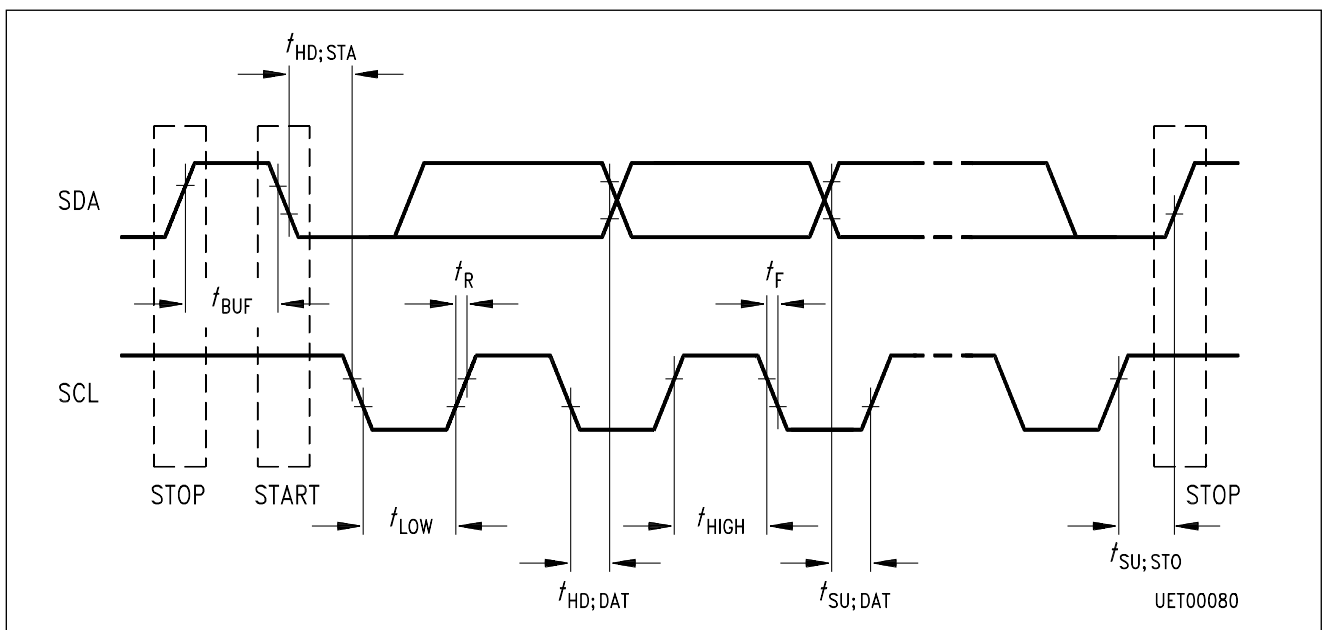 tHD; STA
SDA
tR
tF
tBUF
SCL
STOP
START
STOP
tLOW
tHIGH
tSU; STO
tHD; DAT
tSU; DAT
UET00080